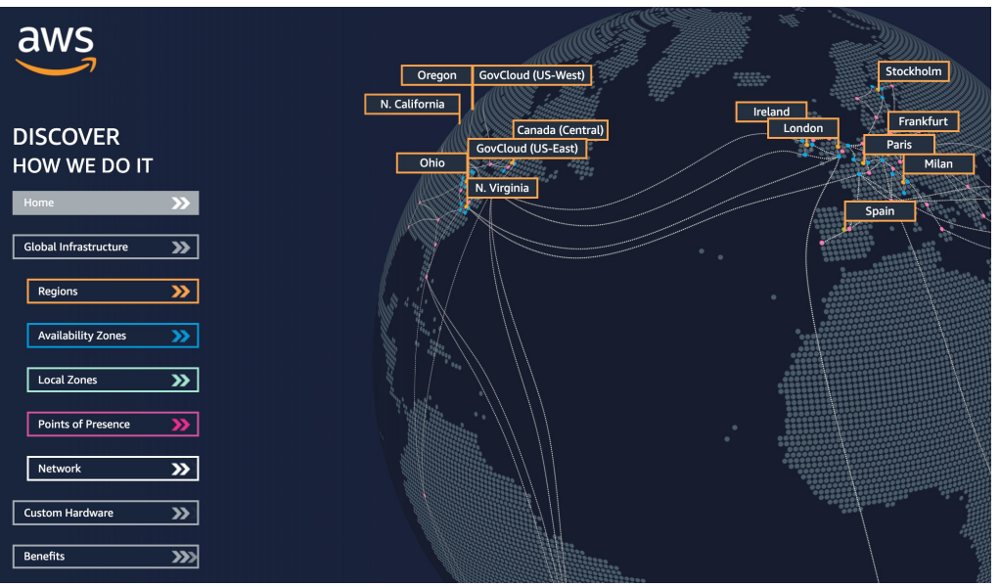 aws
DISCOVER
HOW WE DO IT
Home
Global Infrastructure
Regions
Availability Zones
Local Zones
Points of Presence
Network
Custom Hardware
Benefits
Oregon
GovCloud (US-West)
N. California
Canada (Central)
GovCloud (US-East)
Ohio
N. Virginia
Stockholm
Ireland
London
Frankfurt
Paris
Milan
Spain